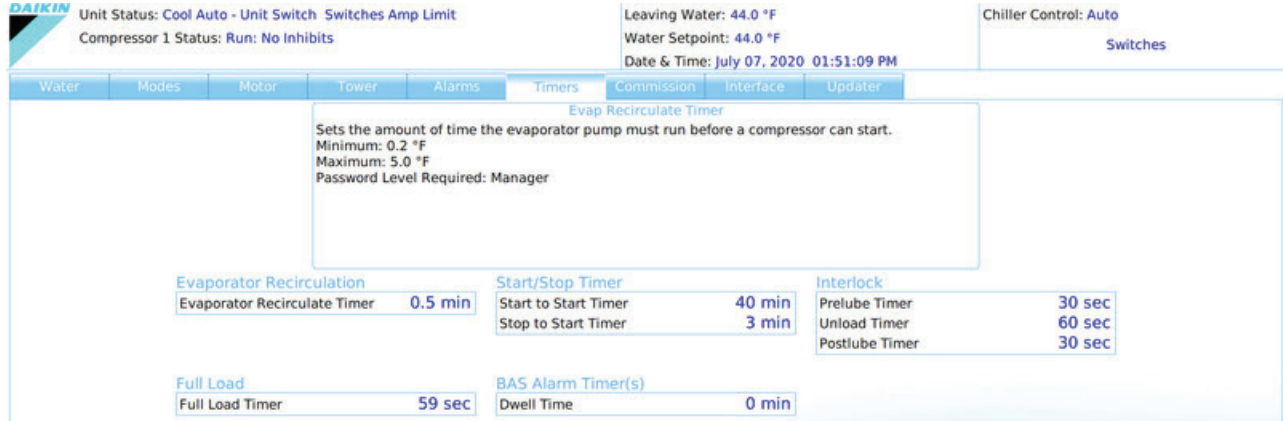 DAIKIN
Unit Status: Cool Auto - Unit Switch Switches Amp Limit
Compressor 1 Status: Run: No Inhibits
Leaving Water: 44.0 °F
Water Setpoint: 44.0 °F
Date & Time: July 07, 2020 01:51:09 PM
Chiller Control: Auto
Switches
Water Modes Motor Tower Alarms Timers Commission Interface Updater
Evap Recirculate Timer
Sets the amount of time the evaporator pump must run before a compressor can start.
Minimum: 0.2 °F
Maximum: 5.0 °F
Password Level Required: Manager
Evaporator Recirculation
Evaporator Recirculate Timer 0.5 min
Start/Stop Timer
Start to Start Timer 40 min
Stop to Start Timer 3 min
Interlock
Prelube Timer 30 sec
Unload Timer 60 sec
Postlube Timer 30 sec
Full Load
Full Load Timer 59 sec
BAS Alarm Timer(s)
Dwell Time 0 min